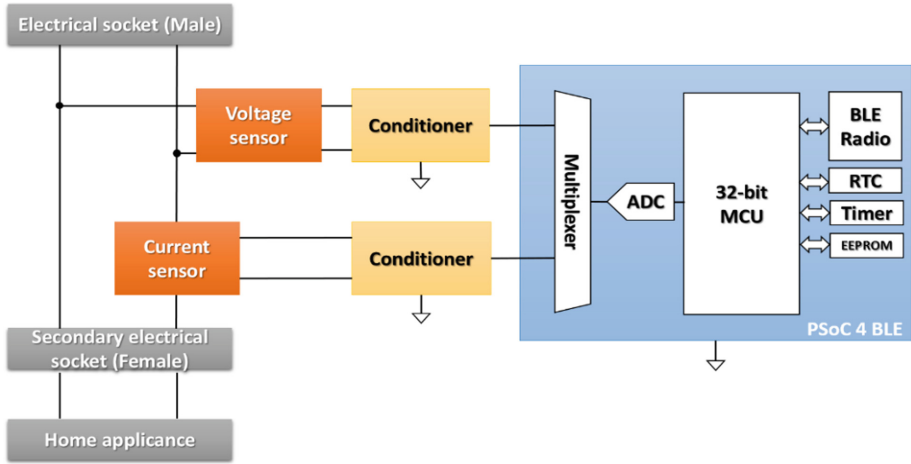 Electrical socket (Male)
Voltage
sensor
Conditioner
Multiplexer
ADC
32-bit
MCU
BLE
Radio
RTC
Timer
EEPROM
Current
sensor
Conditioner
PSoC 4 BLE
Secondary electrical
socket (Female)
Home applicance